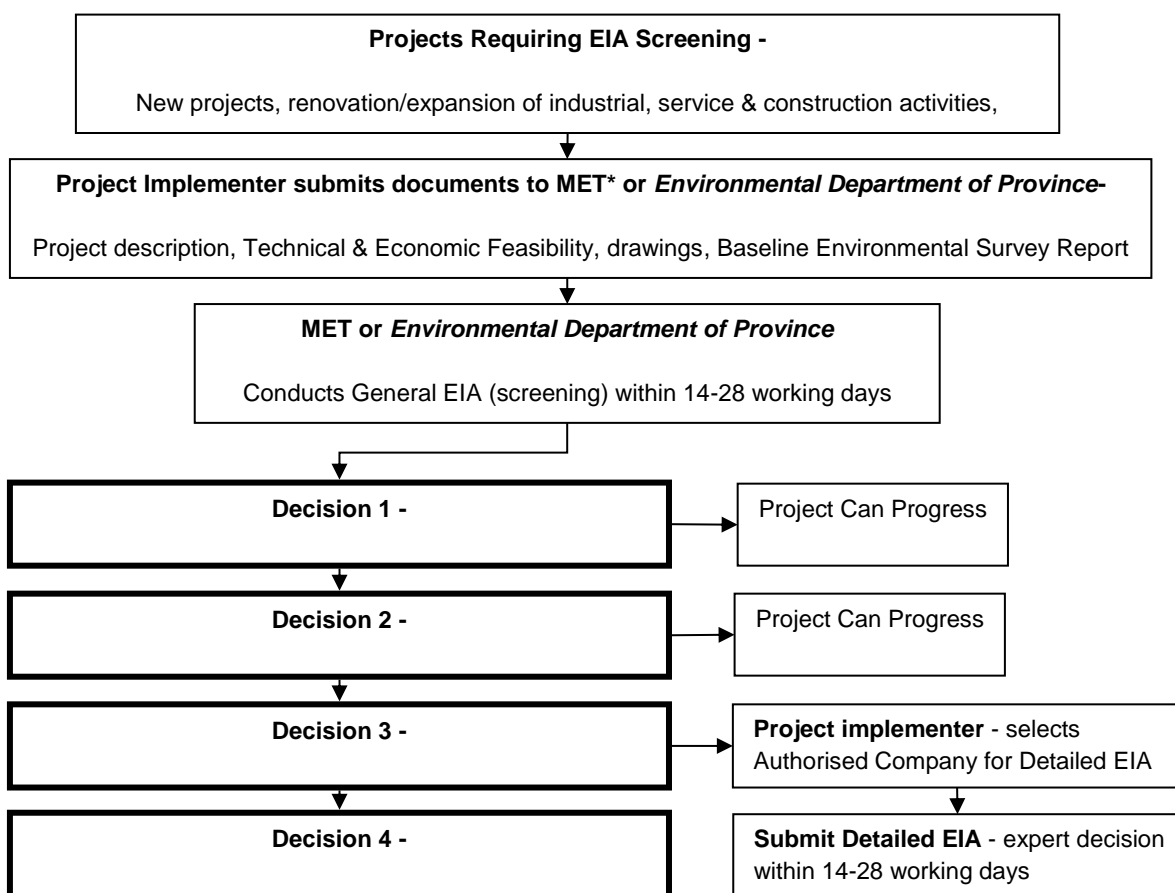 Projects Requiring EIA Screening -
New projects, renovation/expansion of industrial, service & construction activities,
Project Implementer submits documents to MET* or Environmental Department of Province-
Project description, Technical & Economic Feasibility, drawings, Baseline Environmental Survey Report
MET or Environmental Department of Province
Conducts General EIA (screening) within 14-28 working days
Decision 1 -
Project Can Progress
Decision 2 -
Project Can Progress
Decision 3 -
Project implementer - selects
Authorised Company for Detailed EIA
Decision 4 -
Submit Detailed EIA - expert decision
within 14-28 working days